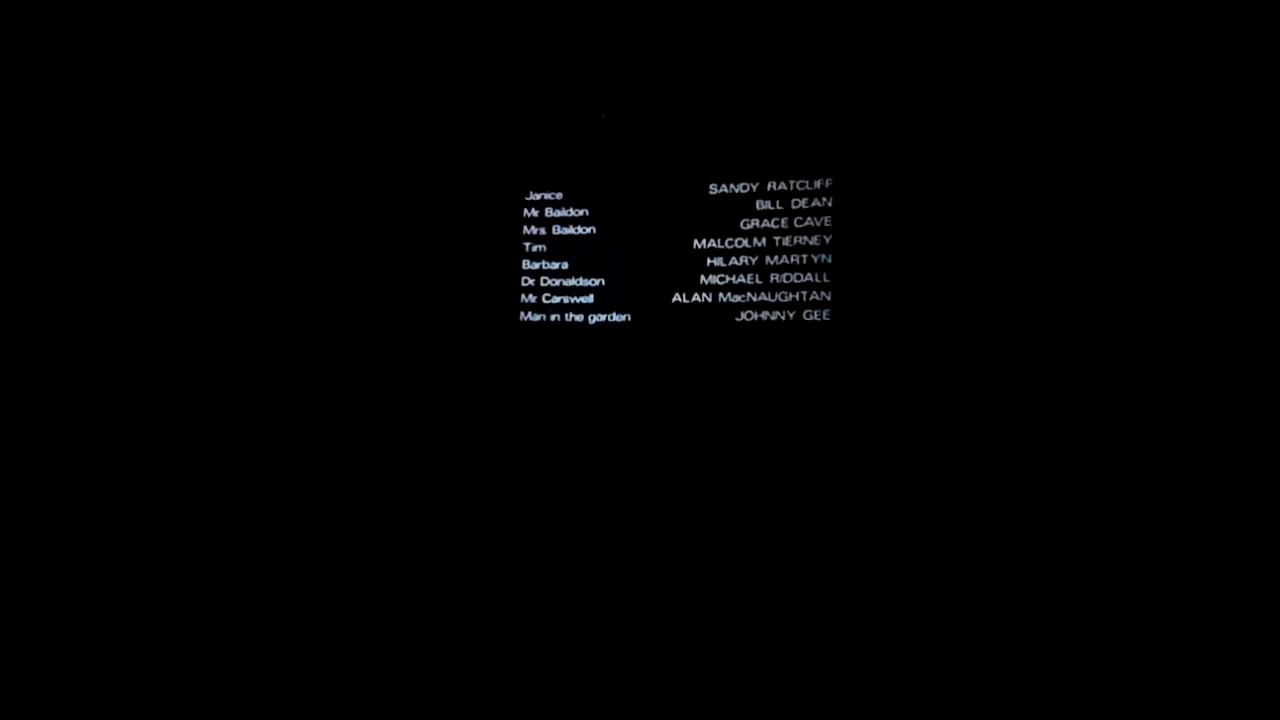 Janice SANDY RATCLIFF
Mr Baildon BILL DEAN
Mrs Baildon GRACE CAVE
Tim MALCOLM TIERNEY
Barbara HILARY MARTYN
Dr Donaldson MICHAEL RIDDALL
Mr Carswell ALAN MacNAUGHTAN
Man in the garden JOHNNY GEE